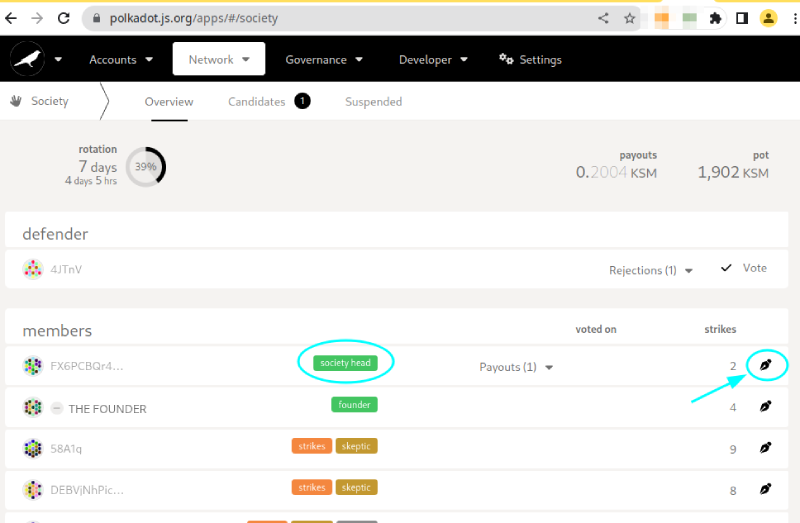 polkadot.js.org/apps/#/society
Accounts Network Governance Developer Settings
Society Overview Candidates 1 Suspended
rotation
7 days
4 days 5 hrs
39%
payouts
0.2004 KSM
pot
1,902 KSM
defender
4JTnV Rejections (1) Vote
members voted on strikes
FX6PCBQr4... society head Payouts (1) 2
THE FOUNDER founder 4
58A1q strikes skeptic 9
DEBVjNhPic... strikes skeptic 8